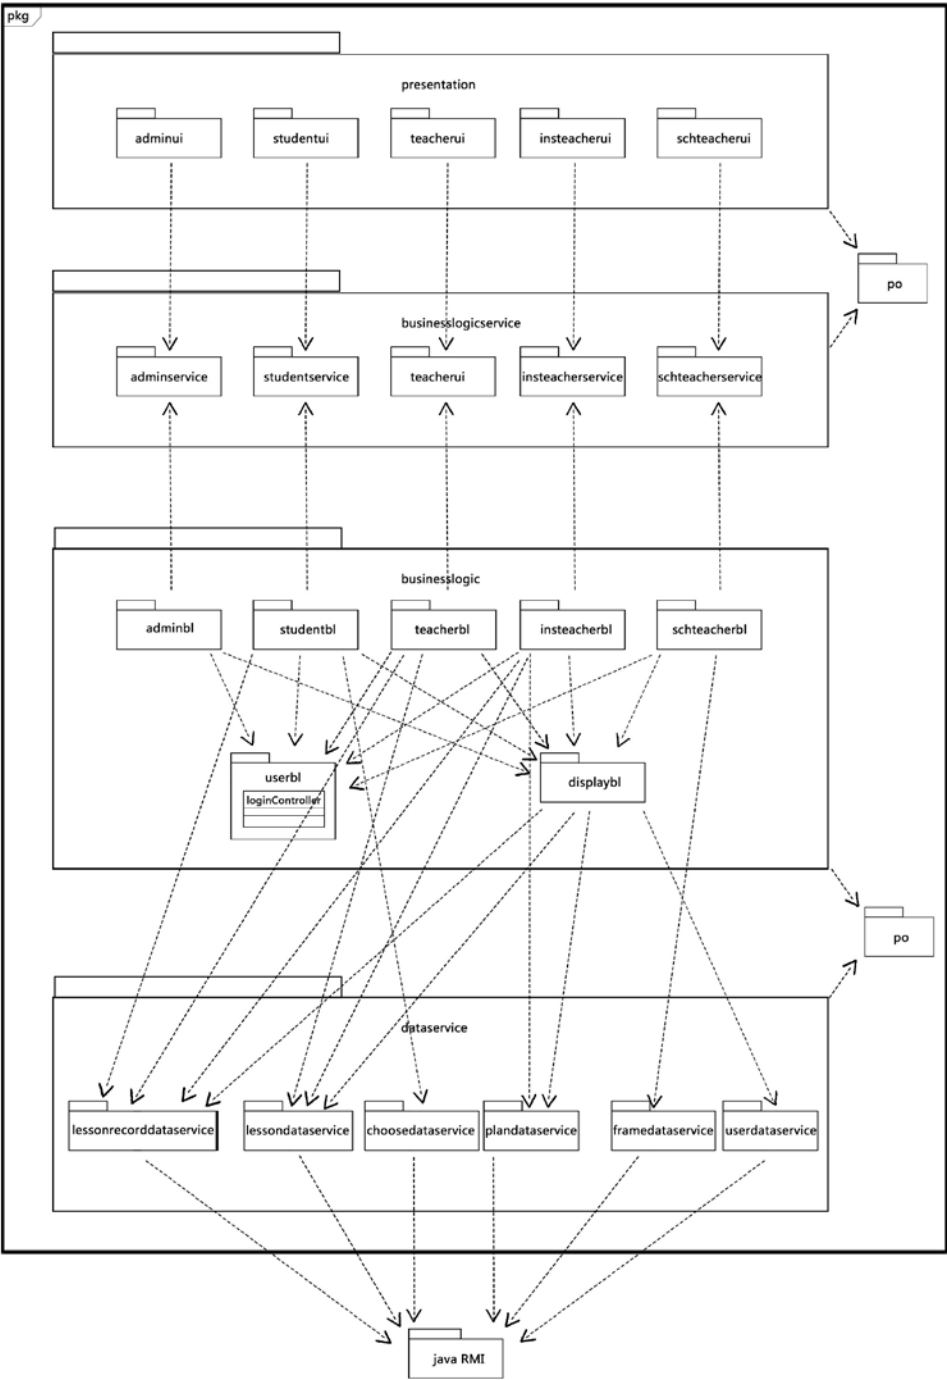 pkg
presentation
adminui
studentui
teacherui
insteacherui
schteacherui
po
businesslogicservice
adminservice
studentservice
teacherui
insteacherservice
schteacherservice
businesslogic
adminbl
studentbl
teacherbl
insteacherbl
schteacherbl
userbl
loginController
displaybl
po
dataservice
lessonrecorddataservice
lessondataservice
choosedataservice
plandataservice
framedataservice
userdataservice
java RMI